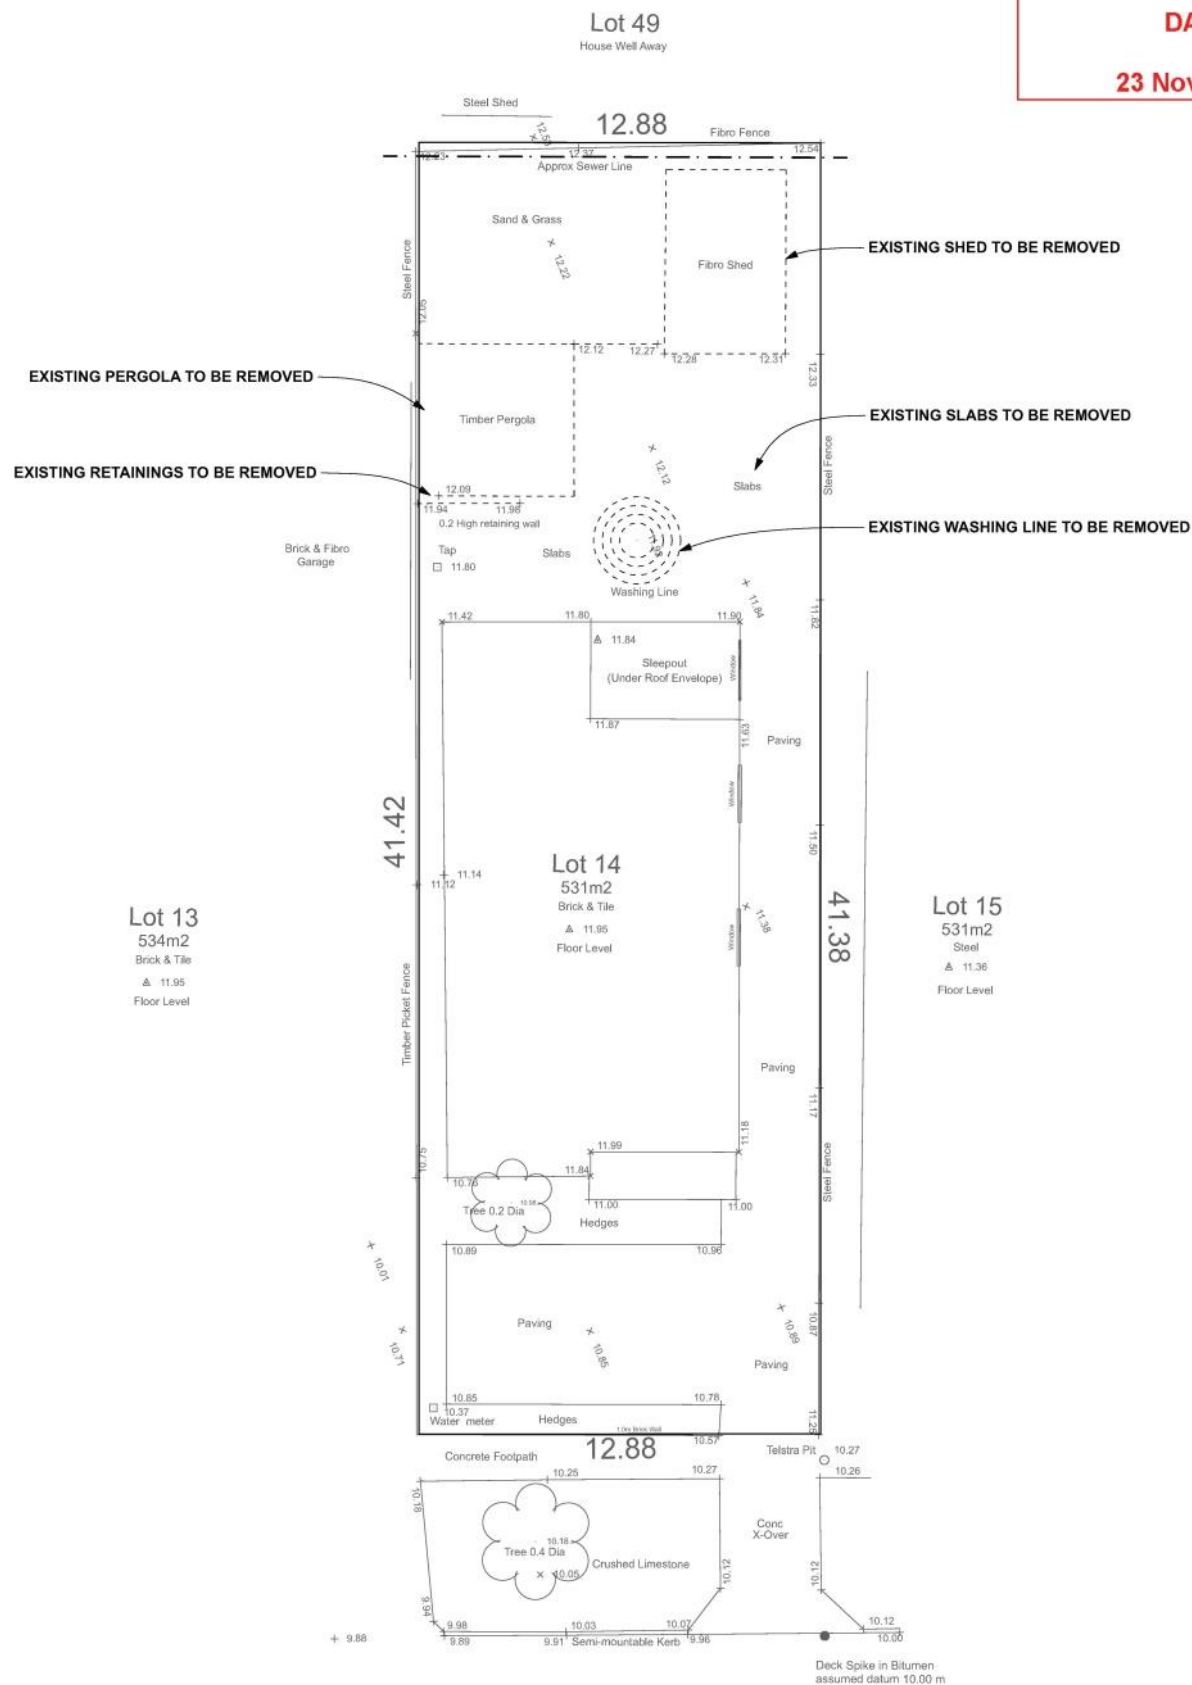 Lot 49
House Well Away
DA
23 Nov
Steel Shed
12.88
Fibro Fence
12.53
12.23
12.37
12.54
Approx Sewer Line
Sand & Grass
12.22
Steel Fence
12.05
Fibro Shed
EXISTING SHED TO BE REMOVED
12.12
12.27
12.28
12.31
12.33
EXISTING PERGOLA TO BE REMOVED
Timber Pergola
EXISTING SLABS TO BE REMOVED
Steel Fence
12.12
Slabs
EXISTING RETAININGS TO BE REMOVED
12.09
11.94
11.98
0.2 High retaining wall
EXISTING WASHING LINE TO BE REMOVED
Brick & Fibro
Garage
Tap
11.80
Slabs
11.93
Washing Line
11.84
11.62
11.42
11.80
11.90
11.84
Sleepout
(Under Roof Envelope)
Window
11.87
11.63
Paving
Window
41.42
11.50
11.14
11.12
Lot 14
531m2
Brick & Tile
11.95
Floor Level
Window
11.38
41.38
Lot 13
534m2
Brick & Tile
11.95
Floor Level
Lot 15
531m2
Steel
11.36
Floor Level
Timber Picket Fence
Paving
11.17
11.18
11.99
10.75
11.84
10.76
Steel Fence
Tree 0.2 Dia
10.58
11.00
11.00
Hedges
10.89
10.96
10.01
Paving
10.85
10.89
10.87
10.71
Paving
10.85
10.78
10.37
Water meter
Hedges
11.25
10.57
Concrete Footpath
12.88
Telstra Pit
10.27
10.18
10.25
10.27
10.26
Conc
X-Over
10.18
Tree 0.4 Dia
Crushed Limestone
10.05
10.12
10.12
9.94
9.98
10.03
10.07
10.12
9.88
9.89
9.91
Semi-mountable Kerb
9.96
10.00
Deck Spike in Bitumen
assumed datum 10.00 m